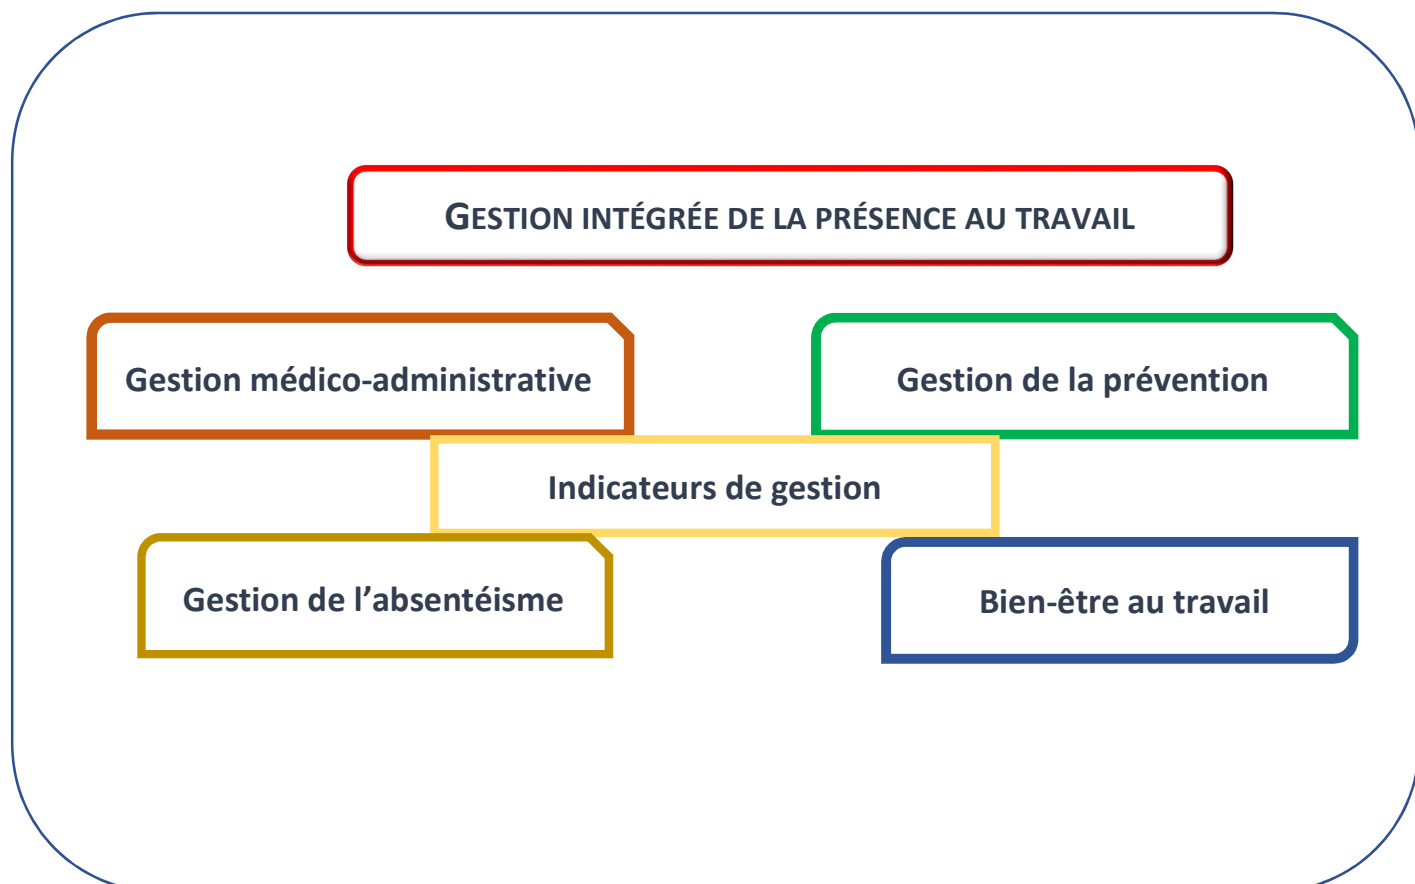 GESTION INTÉGRÉE DE LA PRÉSENCE AU TRAVAIL
Gestion médico-administrative
Gestion de la prévention
Indicateurs de gestion
Gestion de l’absentéisme
Bien-être au travail